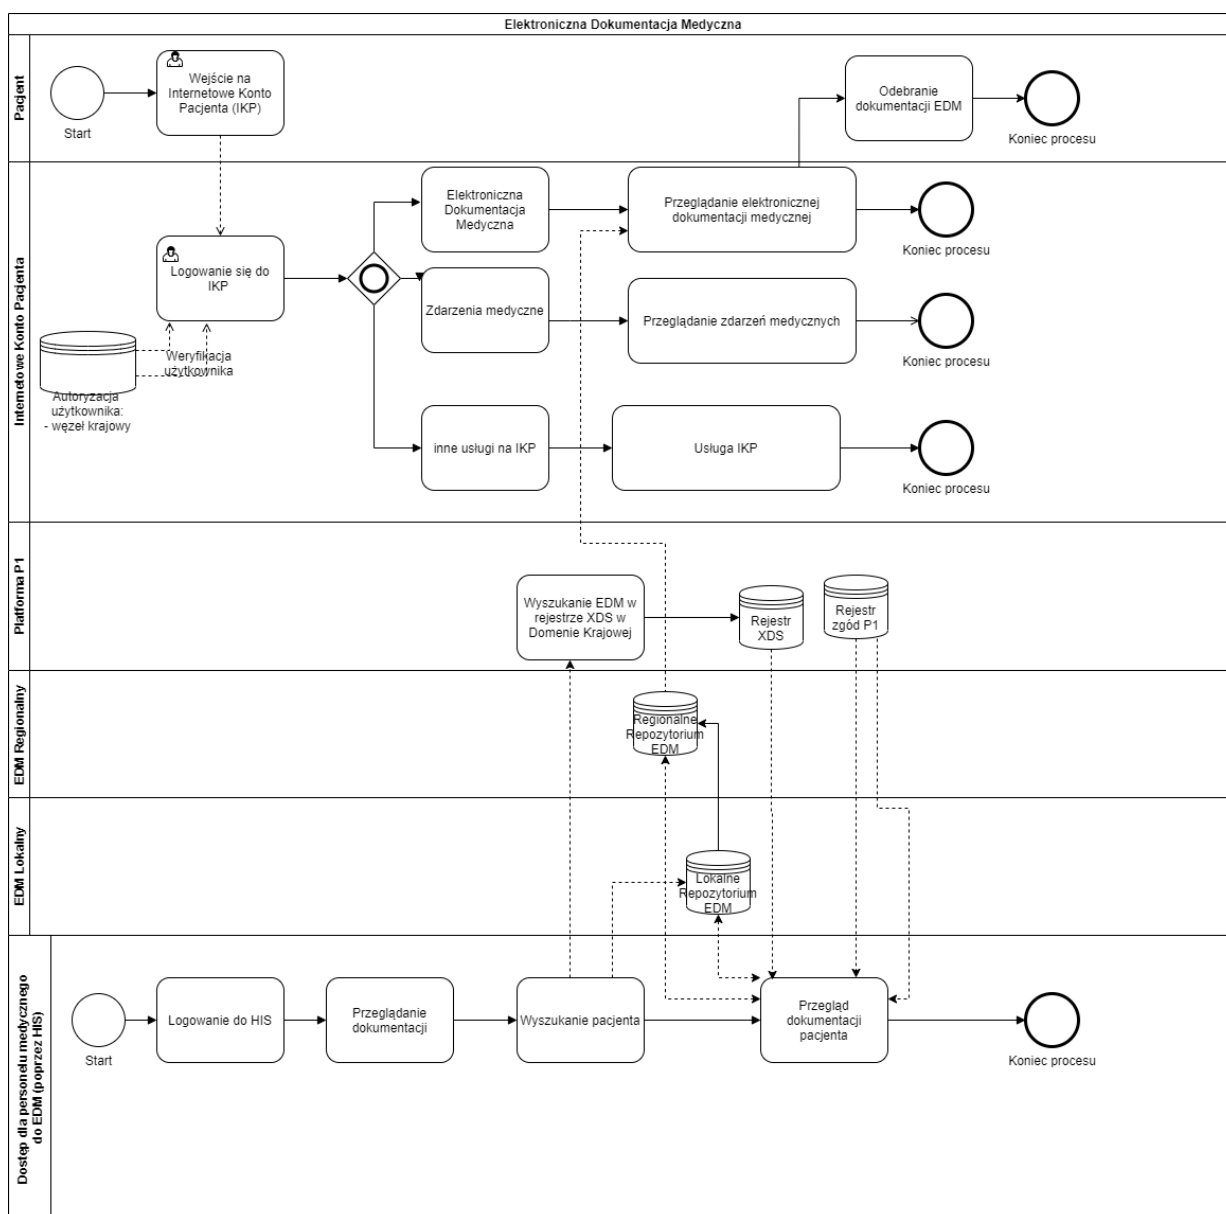 Elektroniczna Dokumentacja Medyczna
Pacjent
Start
Wejście na
Internetowe Konto
Pacjenta (IKP)
Odebranie
dokumentacji EDM
Koniec procesu
Internetowe Konto Pacjenta
Logowanie się do
IKP
Weryfikacja
użytkownika
Autoryzacja
użytkownika:
- węzeł krajowy
Elektroniczna
Dokumentacja
Medyczna
Przeglądanie elektronicznej
dokumentacji medycznej
Koniec procesu
Zdarzenia medyczne
Przeglądanie zdarzeń medycznych
Koniec procesu
inne usługi na IKP
Usługa IKP
Koniec procesu
Platforma P1
Wyszukanie EDM w
rejestrze XDS w
Domenie Krajowej
Rejestr
XDS
Rejestr
zgód P1
EDM Regionalny
Regionalne
Repozytorium
EDM
EDM Lokalny
Lokalne
Repozytorium
EDM
Dostęp dla personelu medycznego
do EDM (poprzez HIS)
Start
Logowanie do HIS
Przeglądanie
dokumentacji
Wyszukanie pacjenta
Przegląd
dokumentacji
pacjenta
Koniec procesu